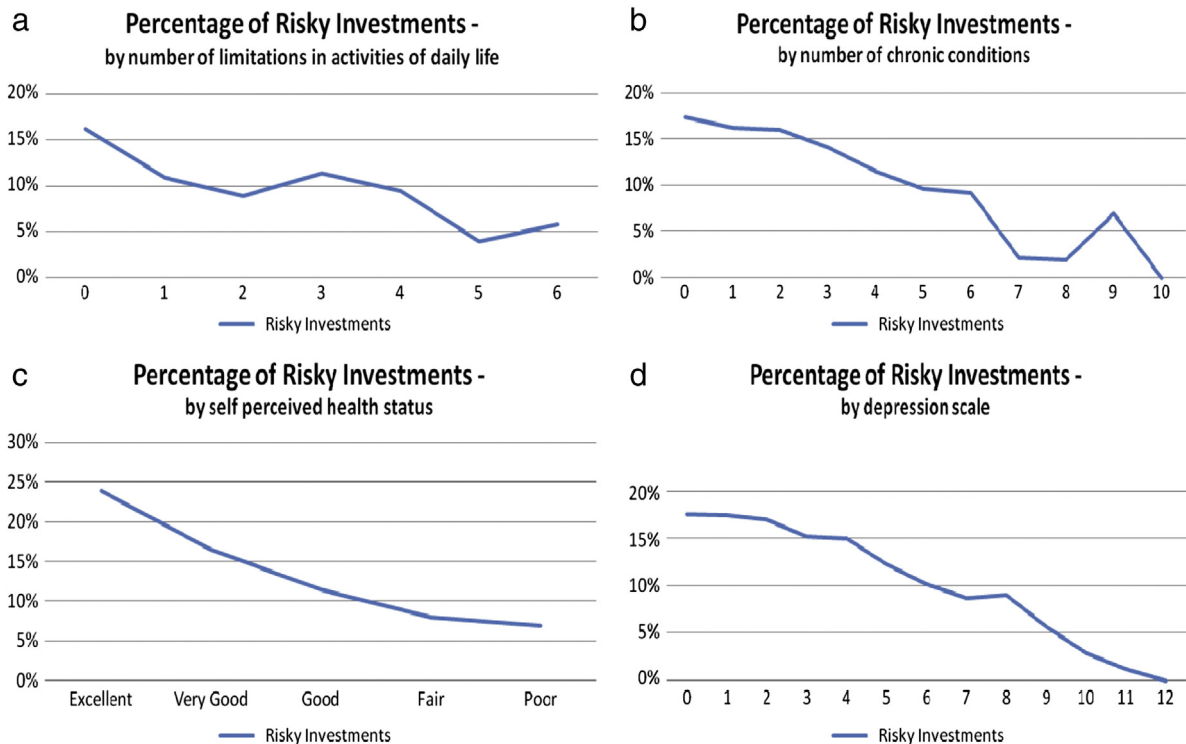 a
Percentage of Risky Investments -
by number of limitations in activities of daily life
20%
15%
10%
5%
0%
0 1 2 3 4 5 6
Risky Investments
b
Percentage of Risky Investments -
by number of chronic conditions
20%
15%
10%
5%
0%
0 1 2 3 4 5 6 7 8 9 10
Risky Investments
c
Percentage of Risky Investments -
by self perceived health status
30%
25%
20%
15%
10%
5%
0%
Excellent Very Good Good Fair Poor
Risky Investments
d
Percentage of Risky Investments -
by depression scale
20%
15%
10%
5%
0%
0 1 2 3 4 5 6 7 8 9 10 11 12
Risky Investments